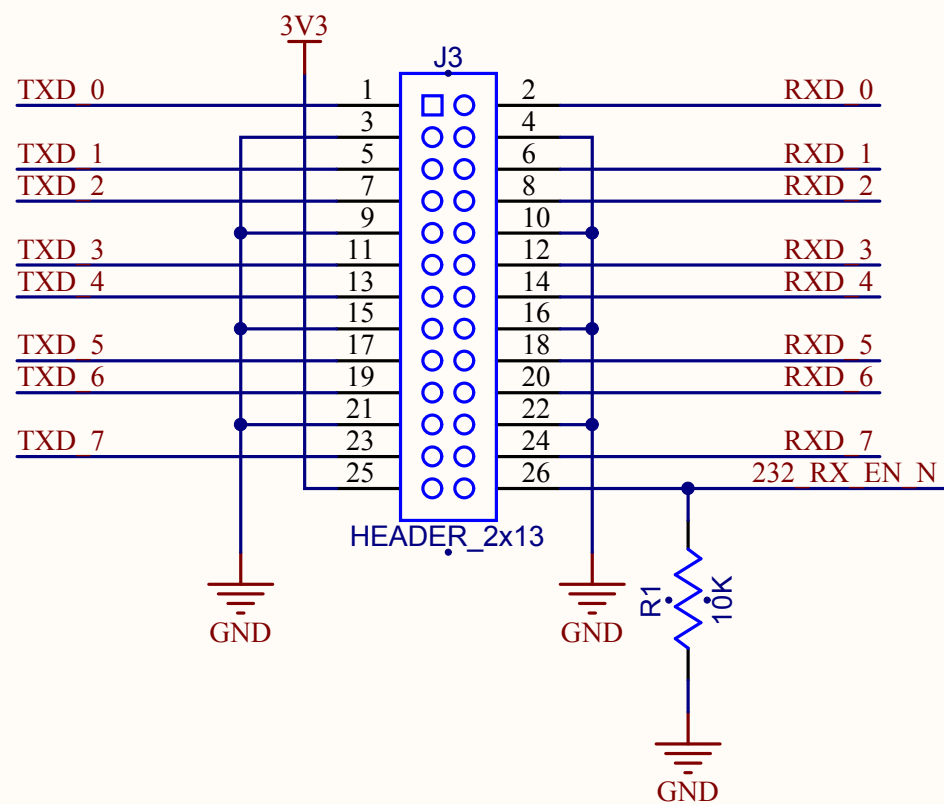 3V3
J3
TXD_0 1 2 RXD_0
3 4
TXD_1 5 6 RXD_1
TXD_2 7 8 RXD_2
9 10
TXD_3 11 12 RXD_3
TXD_4 13 14 RXD_4
15 16
TXD_5 17 18 RXD_5
TXD_6 19 20 RXD_6
21 22
TXD_7 23 24 RXD_7
25 26 232_RX_EN_N
HEADER_2x13
R1 10K
GND GND
GND